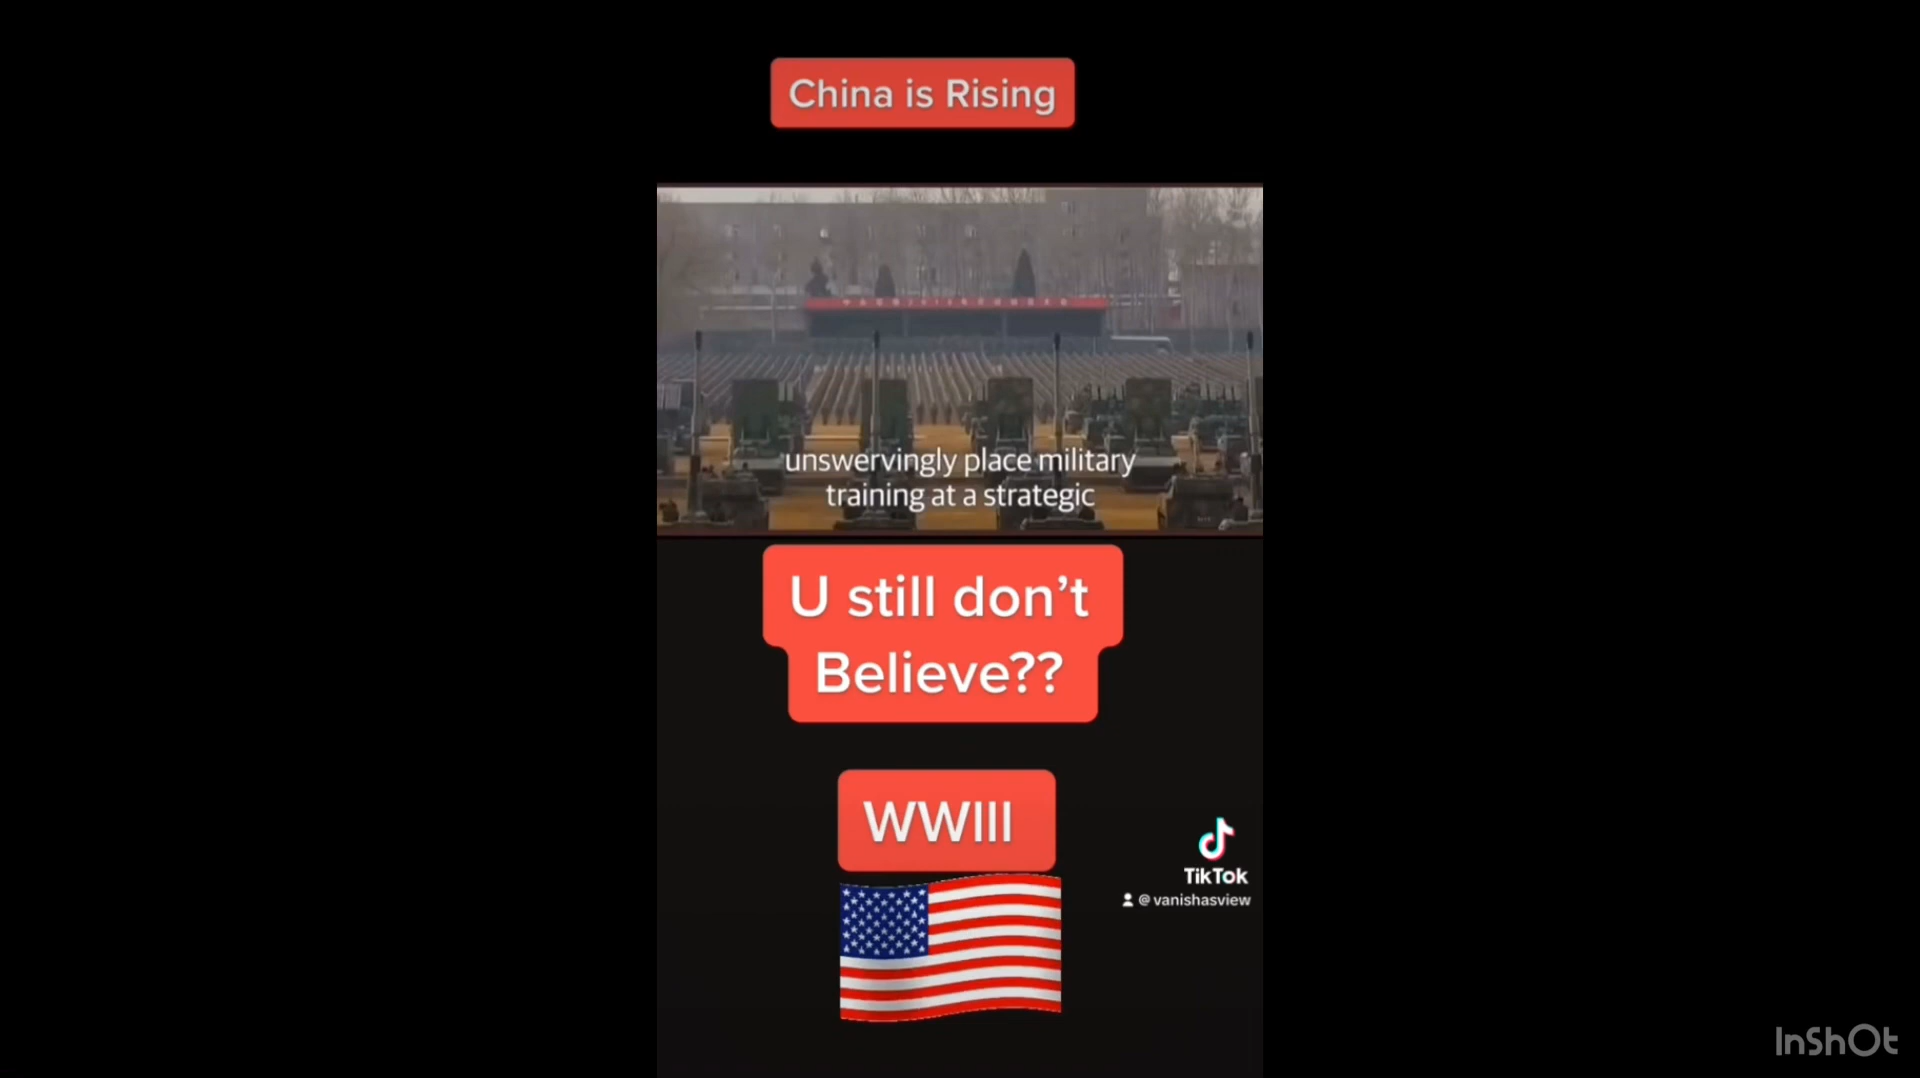 China is Rising
unswervingly place military
training at a strategic
U still don’t
Believe??
WWIII
TikTok
@vanishasview
InShOt